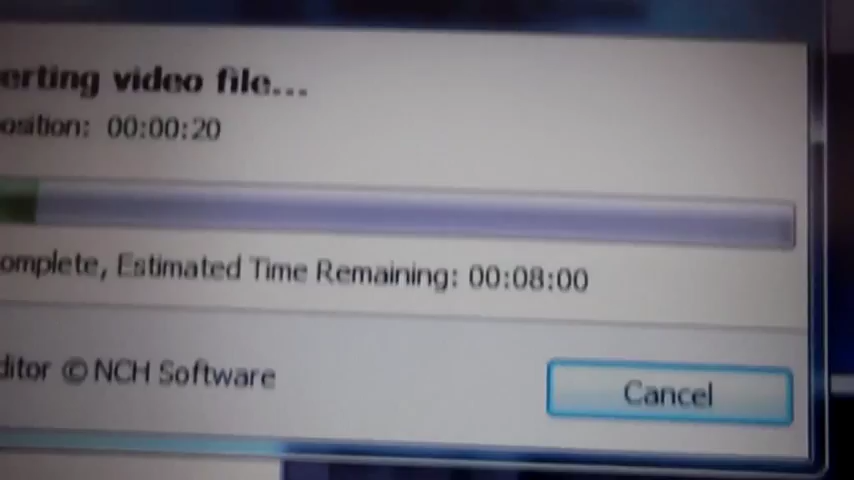 erting video file...
osition: 00:00:20
omplete, Estimated Time Remaining: 00:08:00
ditor © NCH Software
Cancel